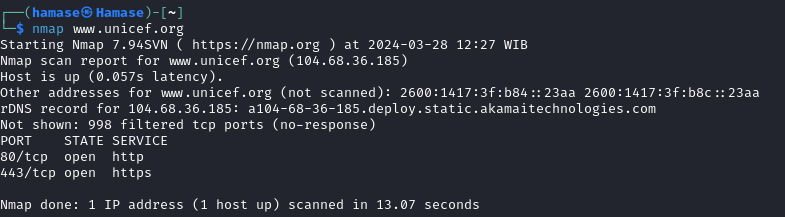 ┌──(hamase㉿Hamase)-[~]
└─$ nmap www.unicef.org
Starting Nmap 7.94SVN ( https://nmap.org ) at 2024-03-28 12:27 WIB
Nmap scan report for www.unicef.org (104.68.36.185)
Host is up (0.057s latency).
Other addresses for www.unicef.org (not scanned): 2600:1417:3f:b84::23aa 2600:1417:3f:b8c::23aa
rDNS record for 104.68.36.185: a104-68-36-185.deploy.static.akamaitechnologies.com
Not shown: 998 filtered tcp ports (no-response)
PORT    STATE SERVICE
80/tcp  open  http
443/tcp open  https
Nmap done: 1 IP address (1 host up) scanned in 13.07 seconds